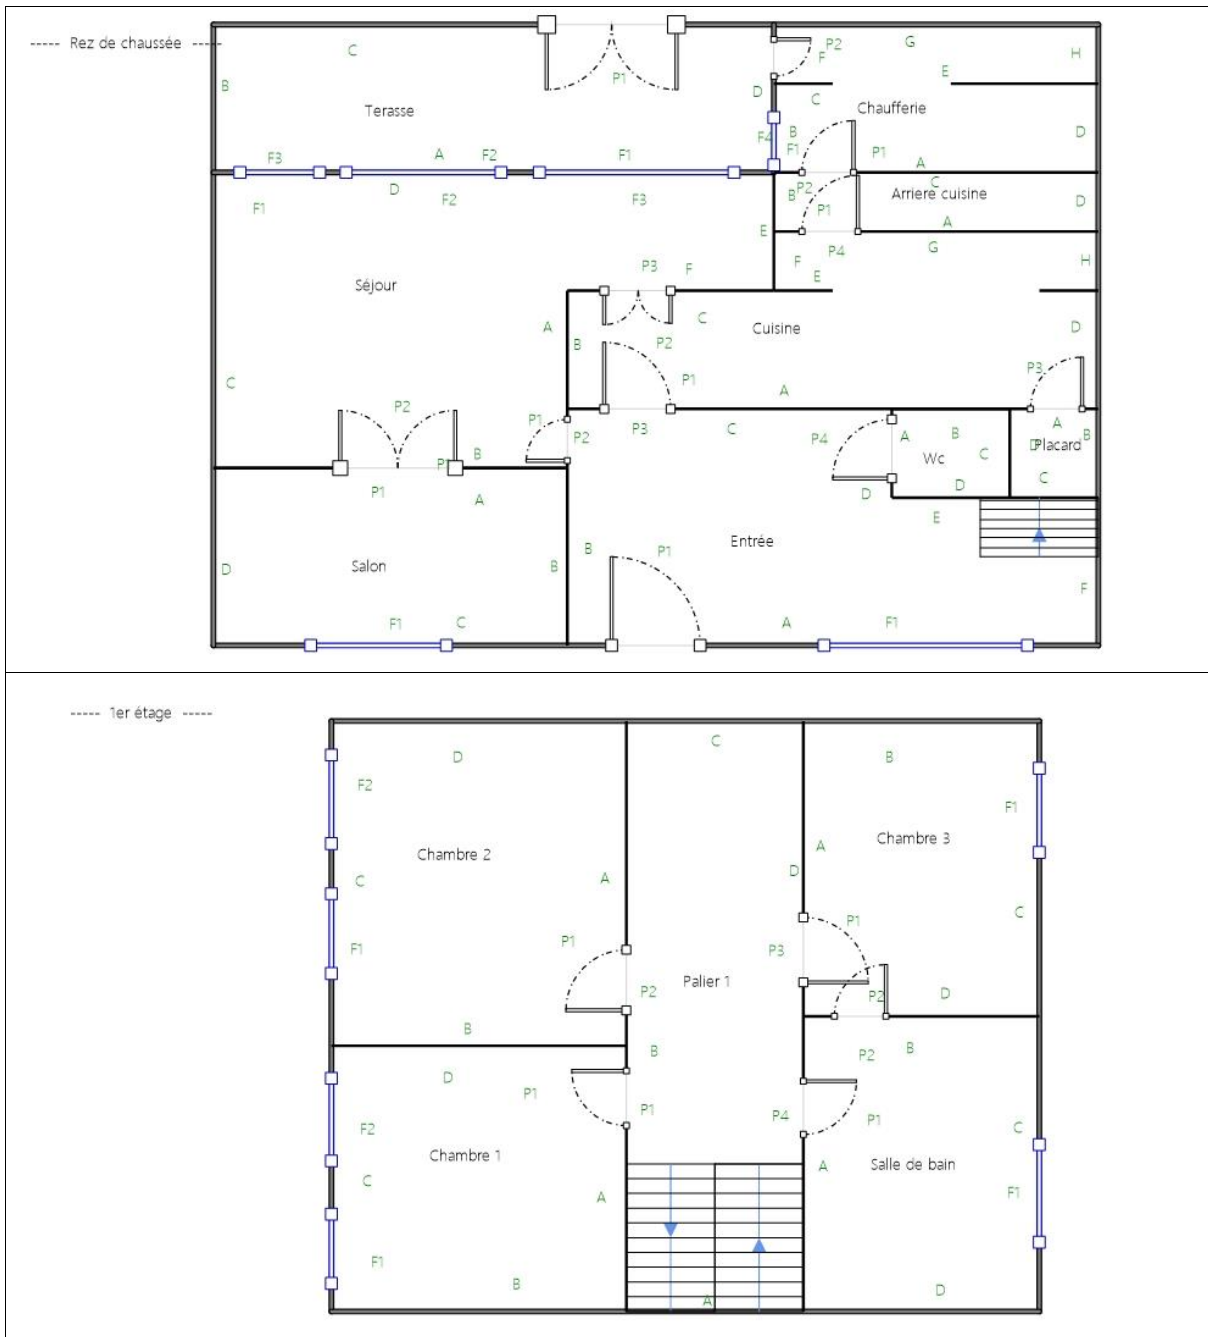 ----- Rez de chaussée -----
C
P2
G
F
E
H
B
P1
D
C
Terasse
Chaufferie
F4
B
D
F3
A
F2
F1
F1
P1
A
D
C
F1
F2
F3
P2
B
Arriere cuisine
D
P1
A
E
P4
G
F
H
P3
F
E
Séjour
C
Cuisine
A
D
B
P2
P3
C
P1
A
P2
P1
P2
P3
C
P4
A
B
A
B
D
Placard
B
P1
Wc
C
C
P1
A
D
D
E
Entrée
B
P1
Salon
D
B
F
F1
C
A
F1
----- 1er étage -----
C
D
B
F2
F1
Chambre 2
Chambre 3
A
C
A
D
C
P1
P1
F1
P3
Palier 1
P2
P2
D
B
B
P2
B
D
P1
P1
P4
P1
F2
C
Chambre 1
Salle de bain
C
A
A
F1
F1
B
A
D